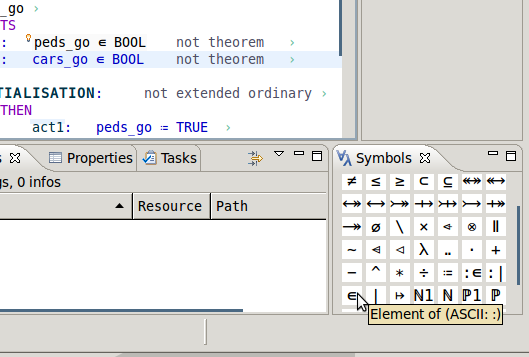 _go ›
TS
: peds_go ∈ BOOL not theorem ›
: cars_go ∈ BOOL not theorem ›
TIALISATION: not extended ordinary ›
THEN
act1: peds_go ≔ TRUE ›
s Properties Tasks
gs, 0 infos
Resource Path
Symbols
≠ ≤ ≥ ⊂ ⊆
∅ \ ×
∼ λ ‥ · +
− ^ ∗ ÷ ≔ :∈ :∣
∈ ∣ ↦ ℕ1 ℕ ℙ1 ℙ
Element of (ASCII: :)